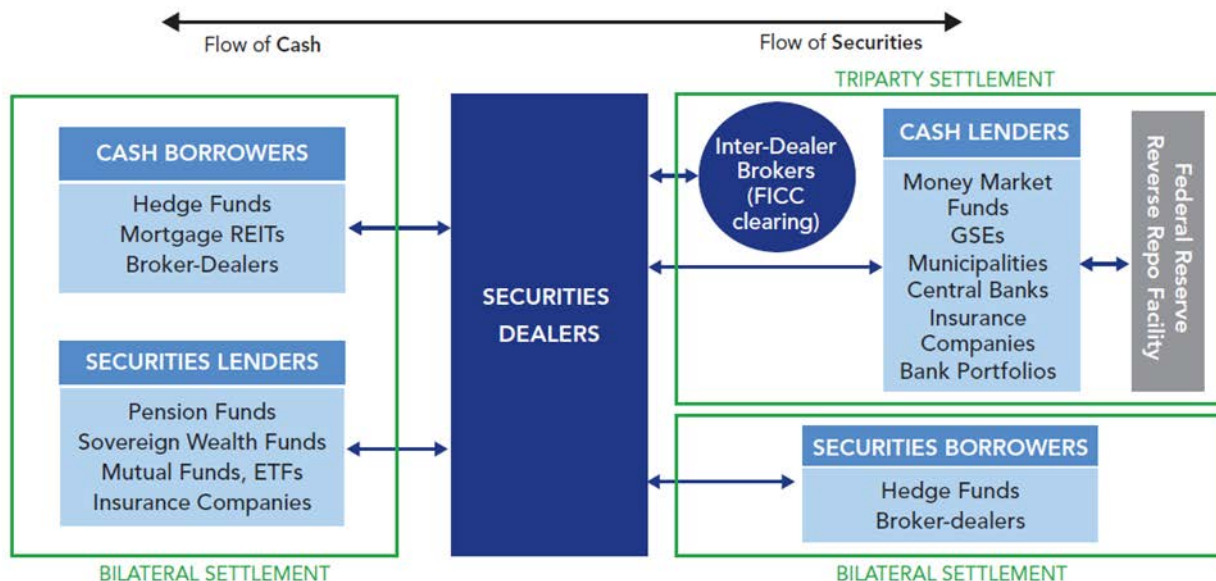 Flow of Cash
Flow of Securities
BILATERAL SETTLEMENT
CASH BORROWERS
Hedge Funds
Mortgage REITs
Broker-Dealers
SECURITIES LENDERS
Pension Funds
Sovereign Wealth Funds
Mutual Funds, ETFs
Insurance Companies
SECURITIES
DEALERS
TRIPARTY SETTLEMENT
Inter-Dealer
Brokers
(FICC
clearing)
CASH LENDERS
Money Market
Funds
GSEs
Municipalities
Central Banks
Insurance
Companies
Bank Portfolios
Federal Reserve
Reverse Repo Facility
SECURITIES BORROWERS
Hedge Funds
Broker-dealers
BILATERAL SETTLEMENT